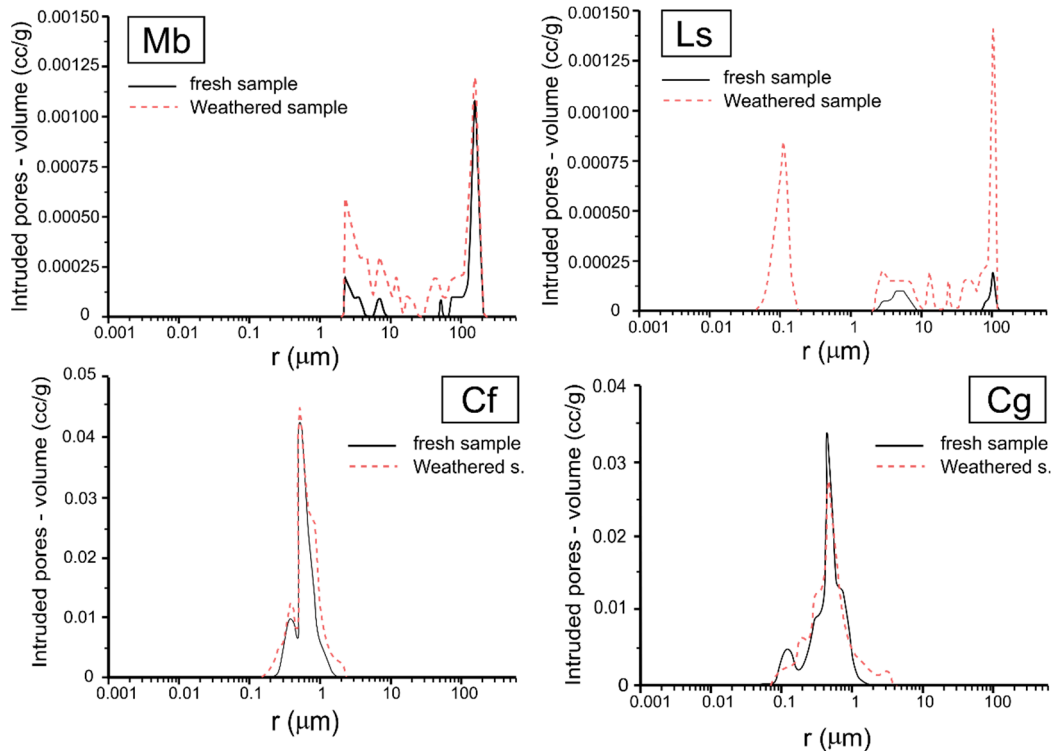 Mb
fresh sample
Weathered sample
Intruded pores - volume (cc/g)
0.00150
0.00125
0.00100
0.00075
0.00050
0.00025
0
0.001
0.01
0.1
1
10
100
r (μm)
Ls
fresh sample
Weathered sample
Intruded pores - volume (cc/g)
0.00150
0.00125
0.00100
0.00075
0.00050
0.00025
0.000
0.001
0.01
0.1
1
10
100
r (μm)
Cf
fresh sample
Weathered s.
Intruded pores - volume (cc/g)
0.05
0.04
0.03
0.02
0.01
0
0.001
0.01
0.1
1
10
100
r (μm)
Cg
fresh sample
Weathered s.
Intruded pores - volume (cc/g)
0.04
0.03
0.02
0.01
0
0.001
0.01
0.1
1
10
100
r (μm)